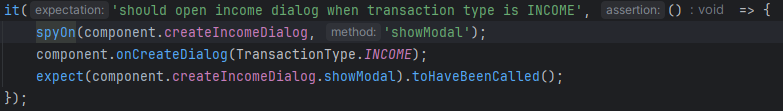 it( expectation: 'should open income dialog when transaction type is INCOME', assertion: () : void => {
spyOn(component.createIncomeDialog, method: 'showModal');
component.onCreateDialog(TransactionType.INCOME);
expect(component.createIncomeDialog.showModal).toHaveBeenCalled();
});